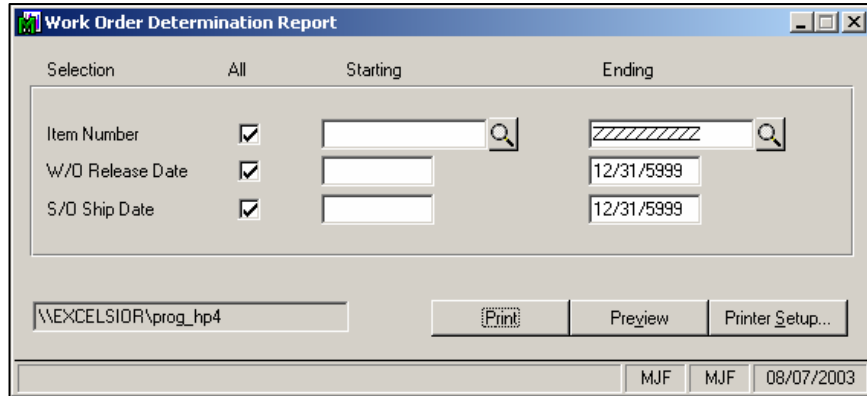 Work Order Determination Report
Selection All Starting Ending
Item Number ZZZZZZZZZZ
W/O Release Date 12/31/5999
S/O Ship Date 12/31/5999
\\EXCELSIOR\prog_hp4 Print Preview Printer Setup...
MJF MJF 08/07/2003